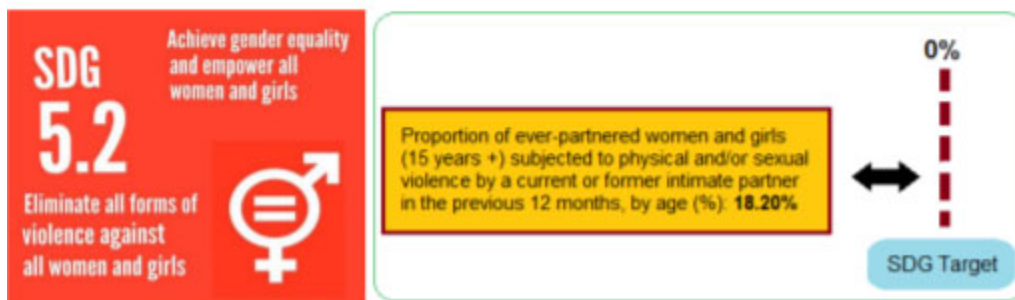 SDG
5.2
Achieve gender equality
and empower all
women and girls
Eliminate all forms of
violence against
all women and girls
Proportion of ever-partnered women and girls
(15 years +) subjected to physical and/or sexual
violence by a current or former intimate partner
in the previous 12 months, by age (%): 18.20%
0%
SDG Target